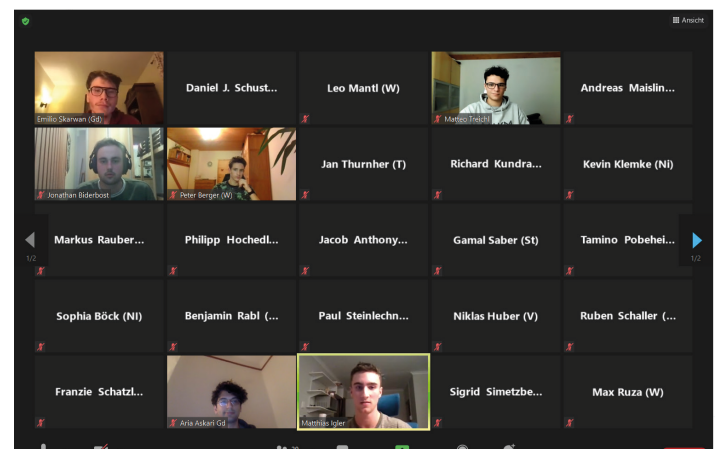 Ansicht
Emilio Skarwan (Gd)
Daniel J. Schust...
Leo Mantl (W)
Matteo Treichl
Andreas Maislin...
Jonathan Biderbost
Peter Berger (W)
Jan Thurnher (T)
Richard Kundra...
Kevin Klemke (Ni)
Markus Rauber...
Philipp Hochedl...
Jacob Anthony...
Gamal Saber (St)
Tamino Pobehei...
1/2
1/2
Sophia Böck (NI)
Benjamin Rabl (...
Paul Steinlechn...
Niklas Huber (V)
Ruben Schaller (...
Franzie Schatzl...
Aria Askari Gd
Matthias Igler
Sigrid Simetzbe...
Max Ruza (W)